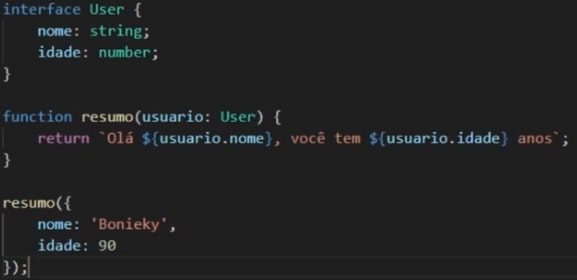 interface User {
    nome: string;
    idade: number;
}
function resumo(usuario: User) {
    return `Olá ${usuario.nome}, você tem ${usuario.idade} anos`;
}
resumo({
    nome: 'Bonieky',
    idade: 90
});